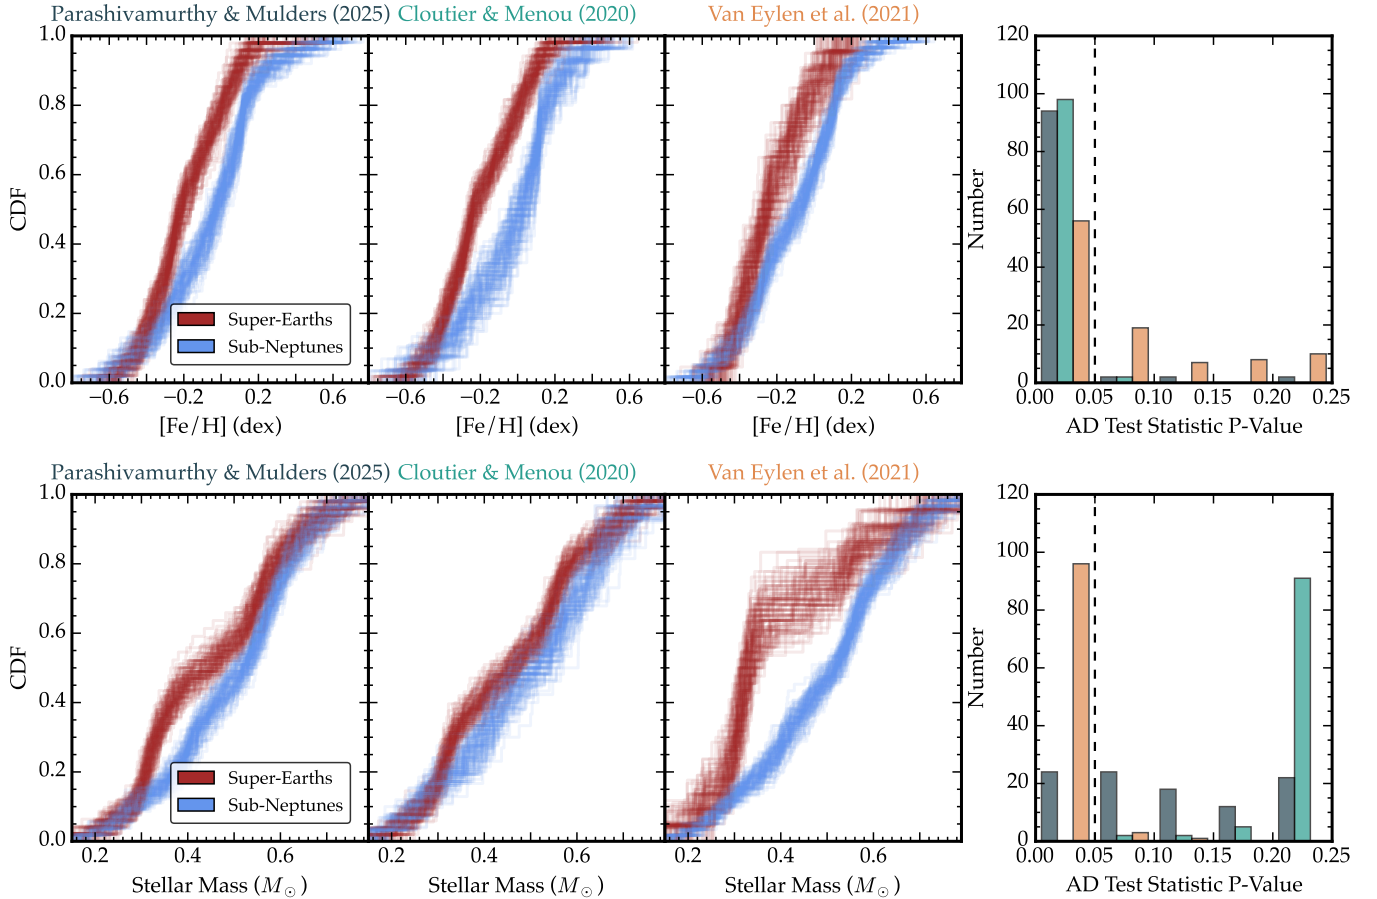 Parashivamurthy & Mulders (2025) Cloutier & Menou (2020) Van Eylen et al. (2021)
1.0
0.8
0.6
0.4
0.2
0.0
CDF
Super-Earths
Sub-Neptunes
−0.6 −0.2 0.2 0.6
−0.6 −0.2 0.2 0.6
−0.6 −0.2 0.2 0.6
[Fe/H] (dex) [Fe/H] (dex) [Fe/H] (dex)
120
100
80
60
40
20
0
Number
0.00 0.05 0.10 0.15 0.20 0.25
AD Test Statistic P-Value
Parashivamurthy & Mulders (2025) Cloutier & Menou (2020) Van Eylen et al. (2021)
1.0
0.8
0.6
0.4
0.2
0.0
CDF
Super-Earths
Sub-Neptunes
0.2 0.4 0.6
0.2 0.4 0.6
0.2 0.4 0.6
Stellar Mass (M☉) Stellar Mass (M☉) Stellar Mass (M☉)
120
100
80
60
40
20
0
Number
0.00 0.05 0.10 0.15 0.20 0.25
AD Test Statistic P-Value